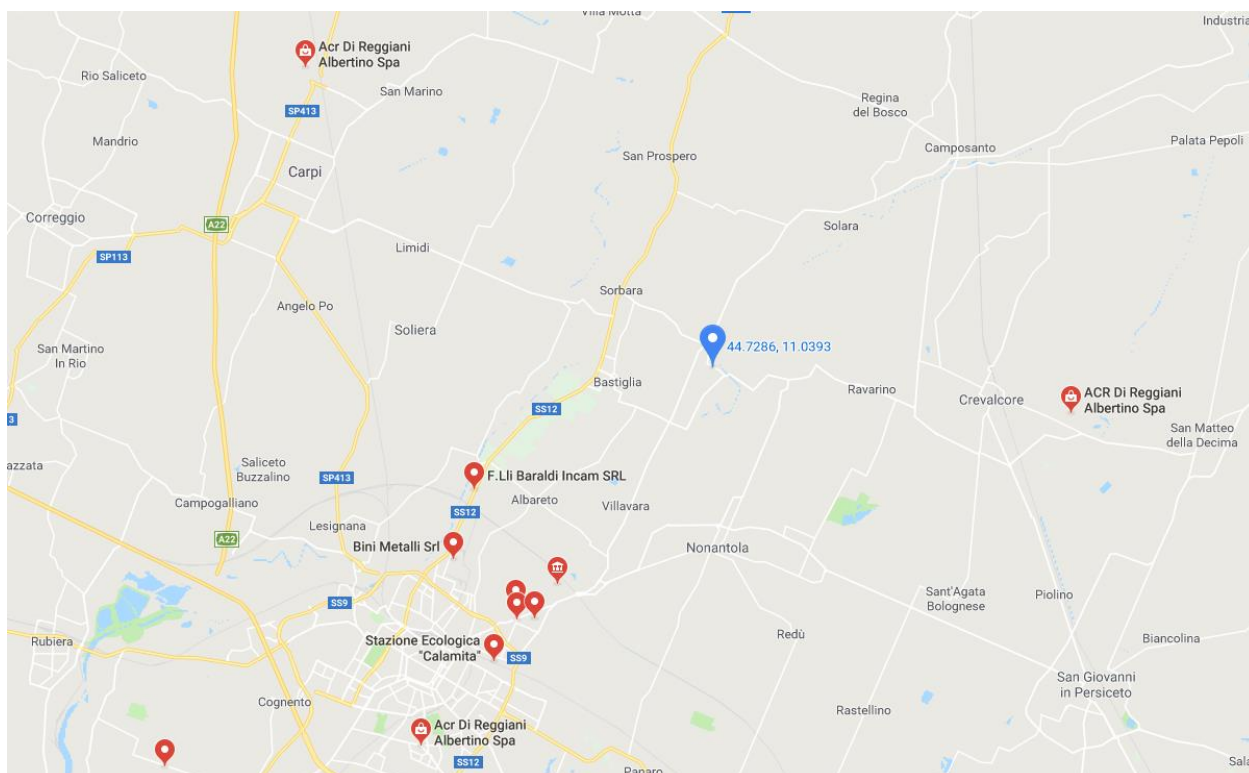 Villa Motta
Industria
Acr Di Reggiani
Albertino Spa
Rio Saliceto
San Marino
Regina
del Bosco
SP413
Mandrio
Camposanto
Palata Pepoli
San Prospero
Carpi
Correggio
A22
Solara
Limidi
SP113
Sorbara
Angelo Po
Soliera
44.7286, 11.0393
San Martino
In Rio
Bastiglia
Ravarino
Crevalcore
ACR Di Reggiani
Albertino Spa
SS12
3
San Matteo
della Decima
azzata
Saliceto
Buzzalino
SP413
F.Lli Baraldi Incam SRL
Albareto
Villavara
Campogalliano
SS12
Lesignana
A22
Bini Metalli Srl
Nonantola
Sant'Agata
Bolognese
Piolino
SS9
Rubiera
Stazione Ecologica
"Calamita"
SS9
Redù
Biancolina
San Giovanni
in Persiceto
Cognento
Rastellino
Acr Di Reggiani
Albertino Spa
SS12
Panaro
Sala